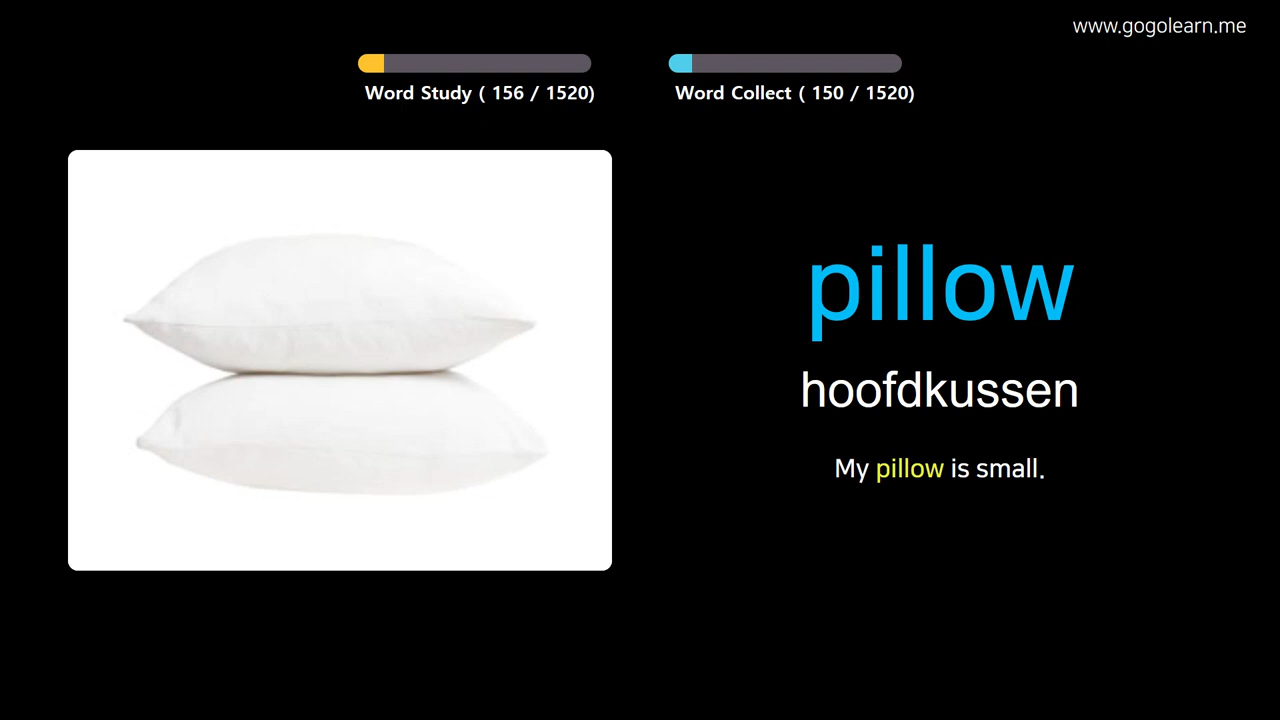 www.gogolearn.me
Word Study ( 156 / 1520)
Word Collect ( 150 / 1520)
pillow
hoofdkussen
My pillow is small.